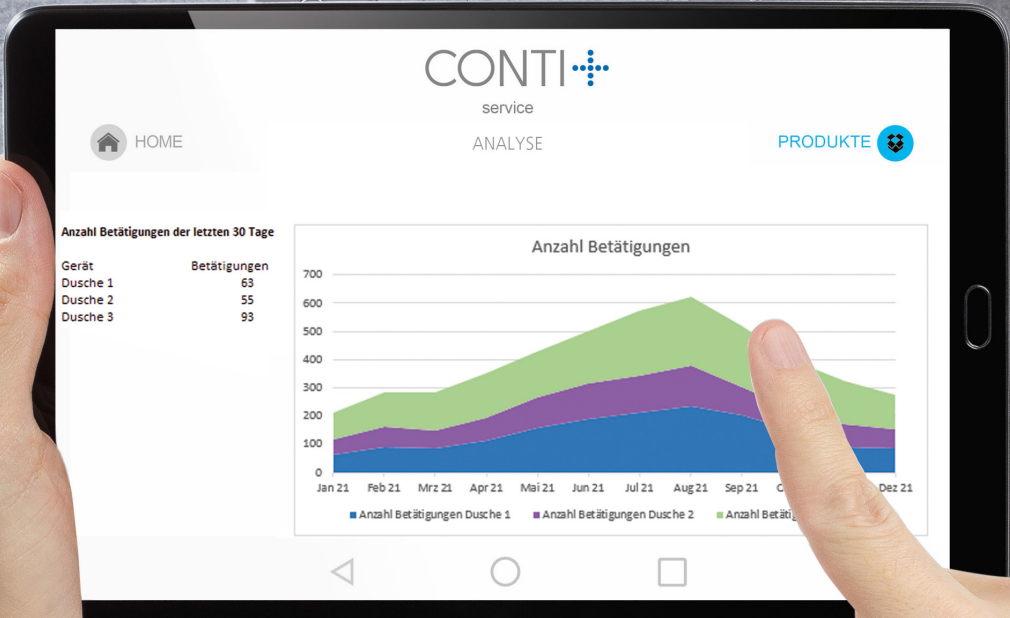 CONTI
service
HOME
ANALYSE
PRODUKTE
Anzahl Betätigungen der letzten 30 Tage
Gerät Betätigungen
Dusche 1 63
Dusche 2 55
Dusche 3 93
Anzahl Betätigungen
700
600
500
400
300
200
100
0
Jan 21 Feb 21 Mrz 21 Apr 21 Mai 21 Jun 21 Jul 21 Aug 21 Sep 21 Dez 21
Anzahl Betätigungen Dusche 1 Anzahl Betätigungen Dusche 2 Anzahl